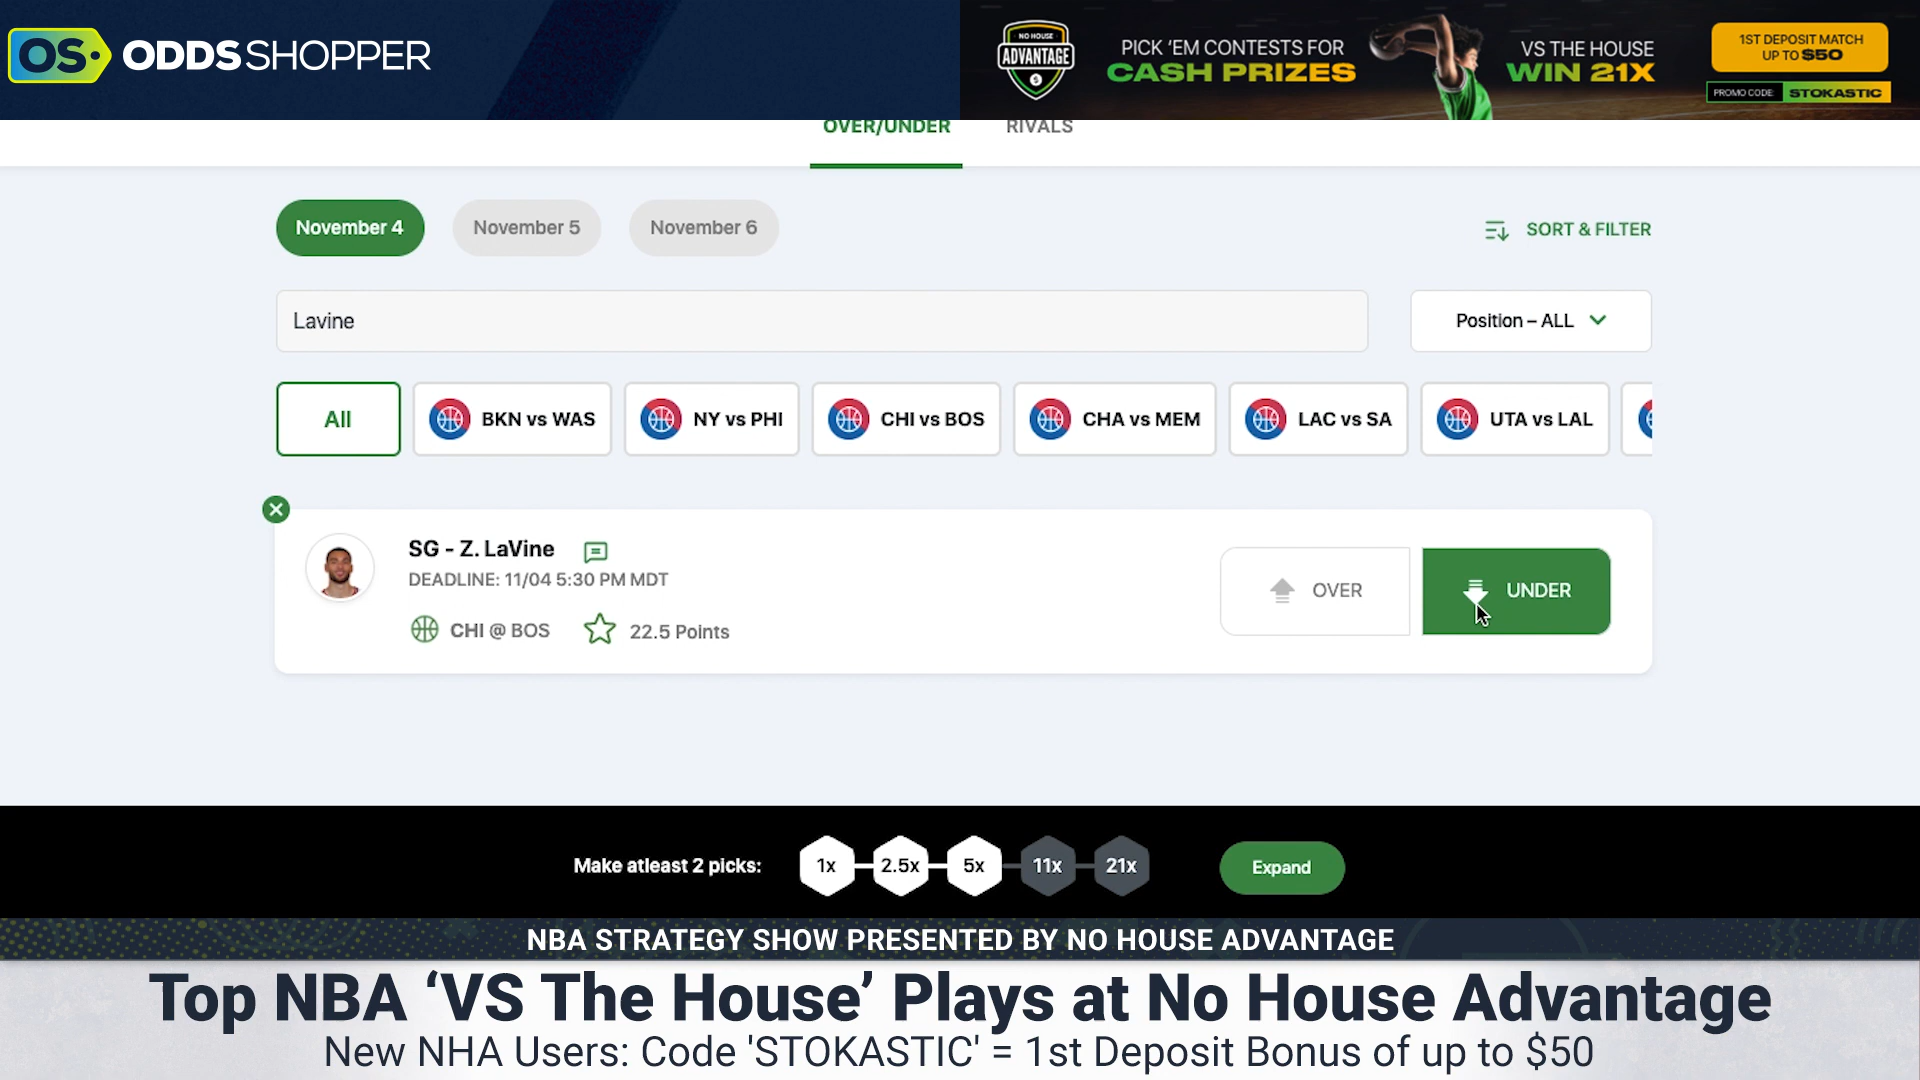 OS
ODDSSHOPPER
NO HOUSE
ADVANTAGE
$
PICK 'EM CONTESTS FOR
CASH PRIZES
VS THE HOUSE
WIN 21X
1ST DEPOSIT MATCH
UP TO $50
PROMO CODE: STOKASTIC
OVER/UNDER
RIVALS
November 4
November 5
November 6
SORT & FILTER
Lavine
Position – ALL
All
BKN vs WAS
NY vs PHI
CHI vs BOS
CHA vs MEM
LAC vs SA
UTA vs LAL
SG - Z. LaVine
DEADLINE: 11/04 5:30 PM MDT
CHI @ BOS
22.5 Points
OVER
UNDER
Make atleast 2 picks:
1x
2.5x
5x
11x
21x
Expand
NBA STRATEGY SHOW PRESENTED BY NO HOUSE ADVANTAGE
Top NBA ‘VS The House’ Plays at No House Advantage
New NHA Users: Code 'STOKASTIC' = 1st Deposit Bonus of up to $50